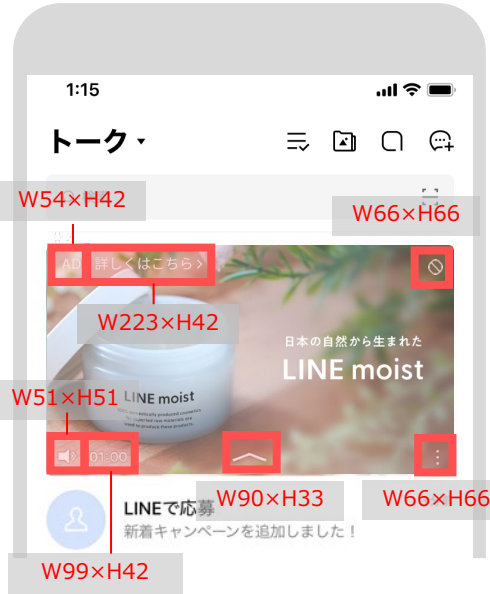 1:15
トーク
W54×H42
W66×H66
AD 詳しくはこちら
W223×H42
日本の自然から生まれた
LINE moist
LINE moist
W51×H51
01:00
W90×H33
W66×H66
LINEで応募
新着キャンペーンを追加しました！
W99×H42